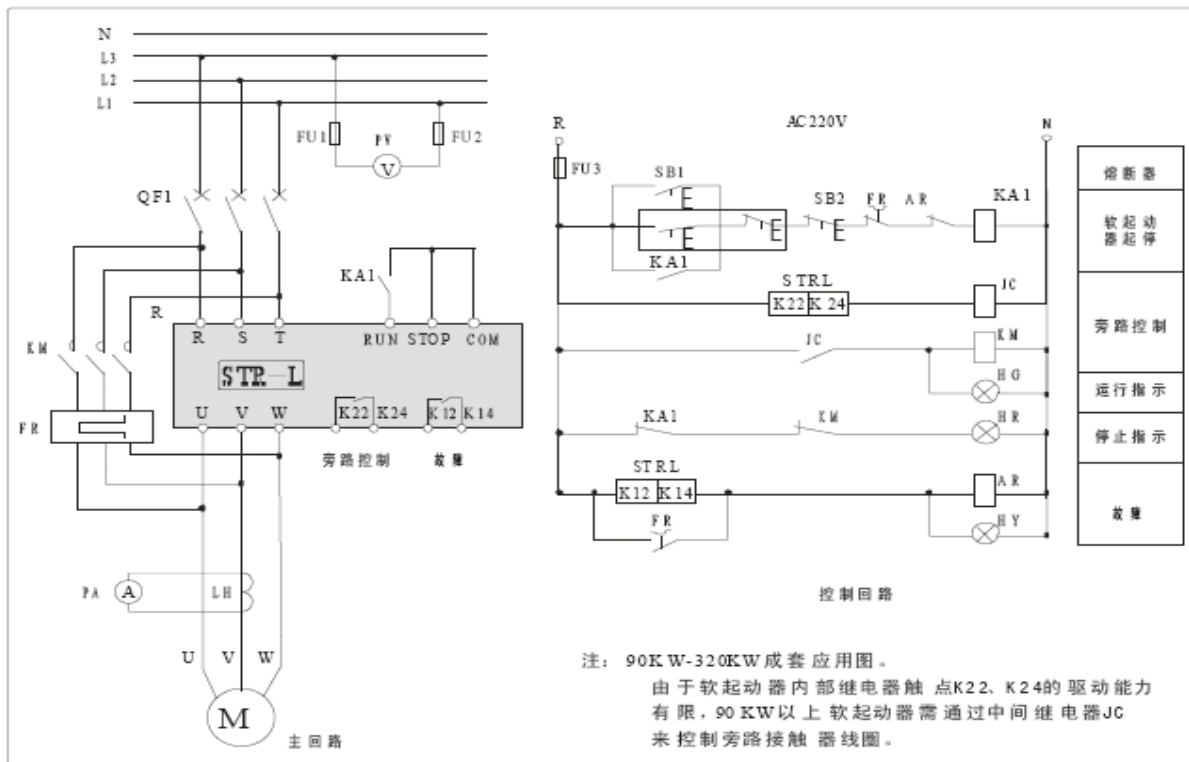 N
L3
L2
L1
FU1
PV
FU2
V
QF1
KA1
R
R S T
RUN STOP COM
STR-L
KM
U V W
K22 K24
K12 K14
FR
旁路控制
故障
PA
A
LH
U V W
M
主回路
R
AC220V
N
FU3
SB1
SB2
FR
AR
KA1
KA1
STRL
K22 K24
JC
JC
KM
HG
KA1
KM
HR
STRL
K12 K14
AR
FR
HY
熔断器
软起动
器起停
旁路控制
运行指示
停止指示
故障
控制回路
注：90KW-320KW成套应用图。
由于软起动器内部继电器触点K22、K24的驱动能力
有限，90KW以上软起动器需通过中间继电器JC
来控制旁路接触器线圈。